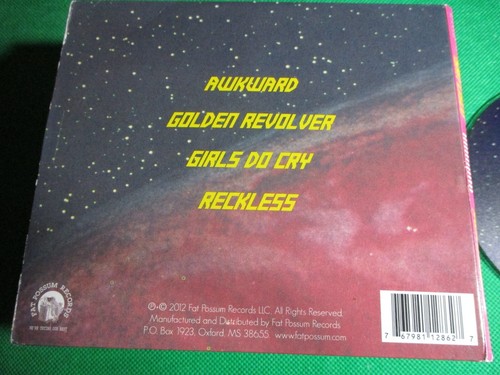 AWKWARD
GOLDEN REVOLVER
GIRLS DO CRY
RECKLESS
FAT POSSUM RECORDS
℗ • © 2012 Fat Possum Records LLC. All Rights Reserved.
Manufactured and Distributed by Fat Possum Records
P.O. Box 1923, Oxford, MS 38655. www.fatpossum.com
7 67981 12862 7